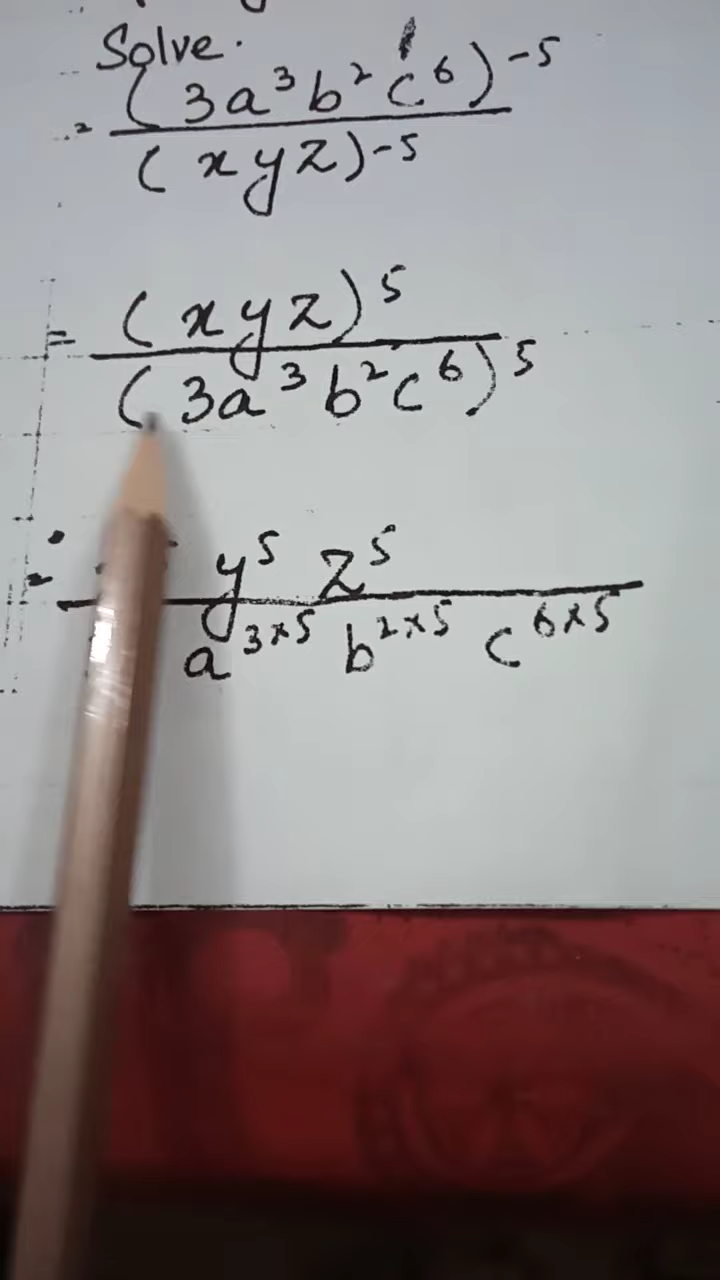 Solve.
(3a³b²c⁶)⁻⁵
(xyz)⁻⁵
= (xyz)⁵
(3a³b²c⁶)⁵
= y⁵ z⁵
a³ˣ⁵ b²ˣ⁵ c⁶ˣ⁵